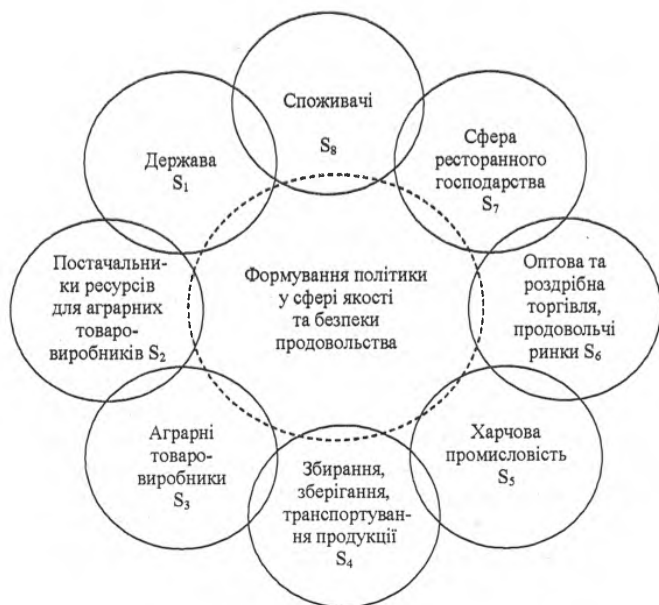 Споживачі
S₈
Держава
S₁
Сфера
ресторанного
господарства
S₇
Постачальни-
ки ресурсів
для аграрних
товаро-
виробників S₂
Формування політики
у сфері якості
та безпеки
продовольства
Оптова та
роздрібна
торгівля,
продовольчі
ринки S₆
Аграрні
товаро-
виробники
S₃
Збирання,
зберігання,
транспортуван-
ня продукції
S₄
Харчова
промисловість
S₅